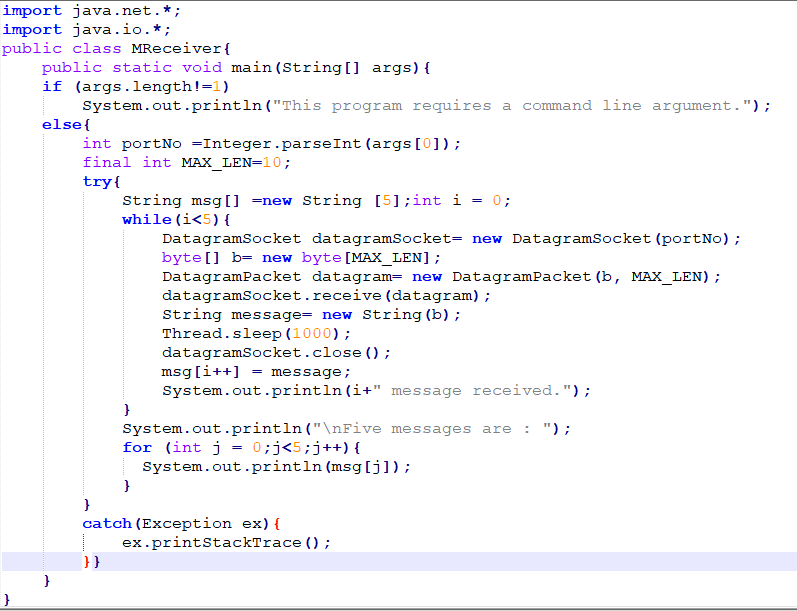 import java.net.*;
import java.io.*;
public class MReceiver{
    public static void main(String[] args){
    if (args.length!=1)
        System.out.println("This program requires a command line argument.");
    else{
        int portNo =Integer.parseInt(args[0]);
        final int MAX_LEN=10;
        try{
            String msg[] =new String [5];int i = 0;
            while(i<5){
                DatagramSocket datagramSocket= new DatagramSocket(portNo);
                byte[] b= new byte[MAX_LEN];
                DatagramPacket datagram= new DatagramPacket(b, MAX_LEN);
                datagramSocket.receive(datagram);
                String message= new String(b);
                Thread.sleep(1000);
                datagramSocket.close();
                msg[i++] = message;
                System.out.println(i+" message received.");
            }
            System.out.println("\nFive messages are : ");
            for (int j = 0;j<5;j++){
              System.out.println(msg[j]);
            }
        }
        catch(Exception ex){
            ex.printStackTrace();
        }}
    }
}